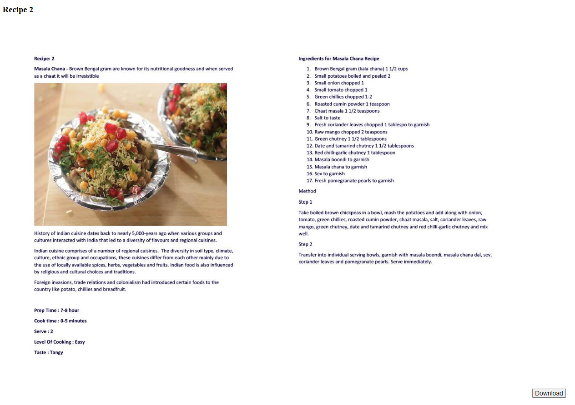 Recipe 2
Recipe: 2
Masala Chana - Brown Bengal gram are known for its nutritional goodness and when served
as a chaat it will be irresistible
History of Indian cuisine dates back to nearly 5,000-years ago when various groups and
cultures interacted with India that led to a diversity of flavours and regional cuisines.
Indian cuisine comprises of a number of regional cuisines. The diversity in soil type, climate,
culture, ethnic group and occupations, these cuisines differ from each other mainly due to
the use of locally available spices, herbs, vegetables and fruits. Indian food is also influenced
by religious and cultural choices and traditions.
Foreign invasions, trade relations and colonialism had introduced certain foods to the
country like potato, chillies and breadfruit.
Prep Time : 7-8 hour
Cook time : 0-5 minutes
Serve : 2
Level Of Cooking : Easy
Taste : Tangy
Ingredients for Masala Chana Recipe
1. Brown Bengal gram (kala chana) 1 1/2 cups
2. Small potatoes boiled and peeled 2
3. Small onion chopped 1
4. Small tomato chopped 1
5. Green chillies chopped 1-2
6. Roasted cumin powder 1 teaspoon
7. Chaat masala 1 1/2 teaspoons
8. Salt to taste
9. Fresh coriander leaves chopped 1 tablespo to garnish
10. Raw mango chopped 2 teaspoons
11. Green chutney 1 1/2 tablespoons
12. Date and tamarind chutney 1 1/2 tablespoons
13. Red chilli-garlic chutney 1 tablespoon
14. Masala boondi to garnish
15. Masala chana to garnish
16. Sev to garnish
17. Fresh pomegranate pearls to garnish
Method
Step 1
Take boiled brown chickpeas in a bowl, mash the potatoes and add along with onion,
tomato, green chillies, roasted cumin powder, chaat masala, salt, coriander leaves, raw
mango, green chutney, date and tamarind chutney and red chilli-garlic chutney and mix
well.
Step 2
Transfer into individual serving bowls, garnish with masala boondi, masala chana dal, sev,
coriander leaves and pomegranate pearls. Serve immediately.
Download